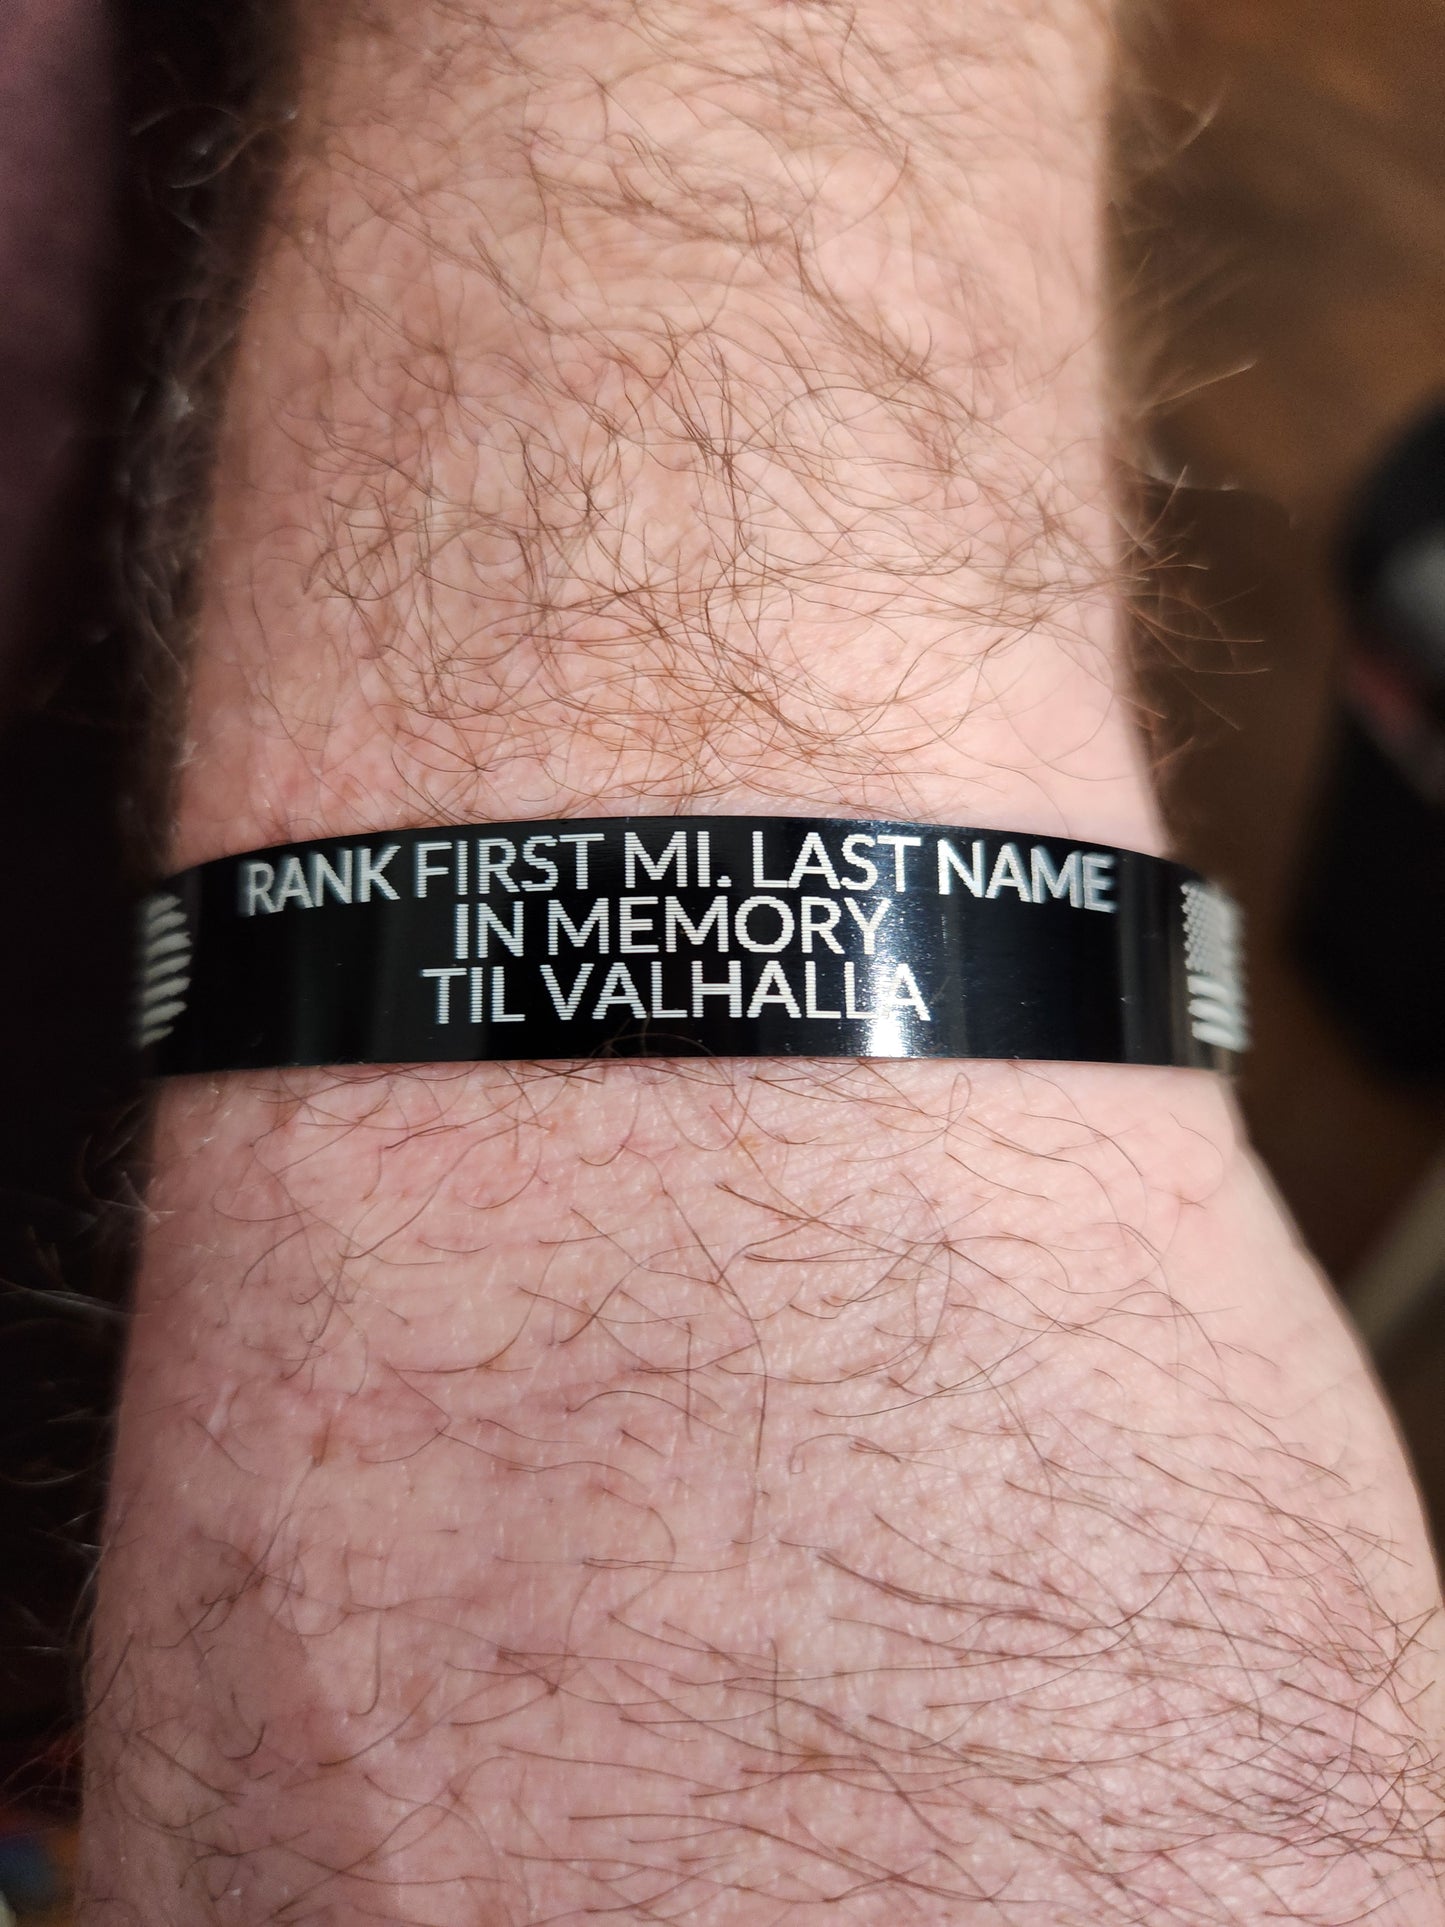 RANK FIRST MI. LAST NAME
IN MEMORY
TIL VALHALLA